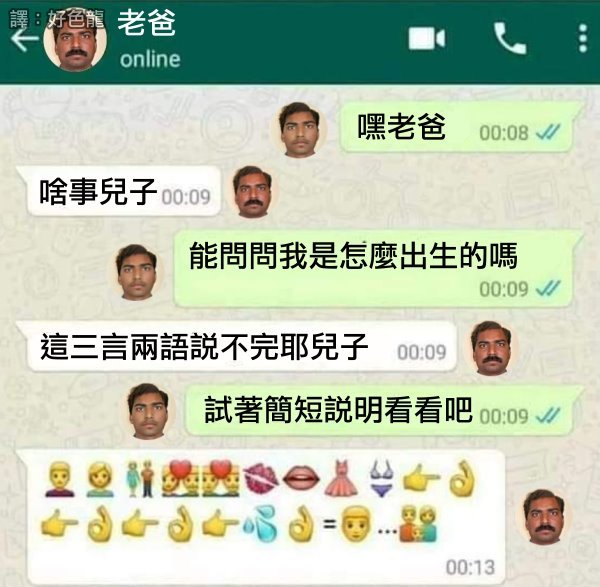 譯：好色龍
老爸
online
嘿老爸 00:08
啥事兒子 00:09
能問問我是怎麼出生的嗎
00:09
這三言兩語説不完耶兒子 00:09
試著簡短説明看看吧 00:09
👨👩👫💑💑💋👄👗👙👉👌
👉👌👉👌👉💦👌=👨...👪
00:13